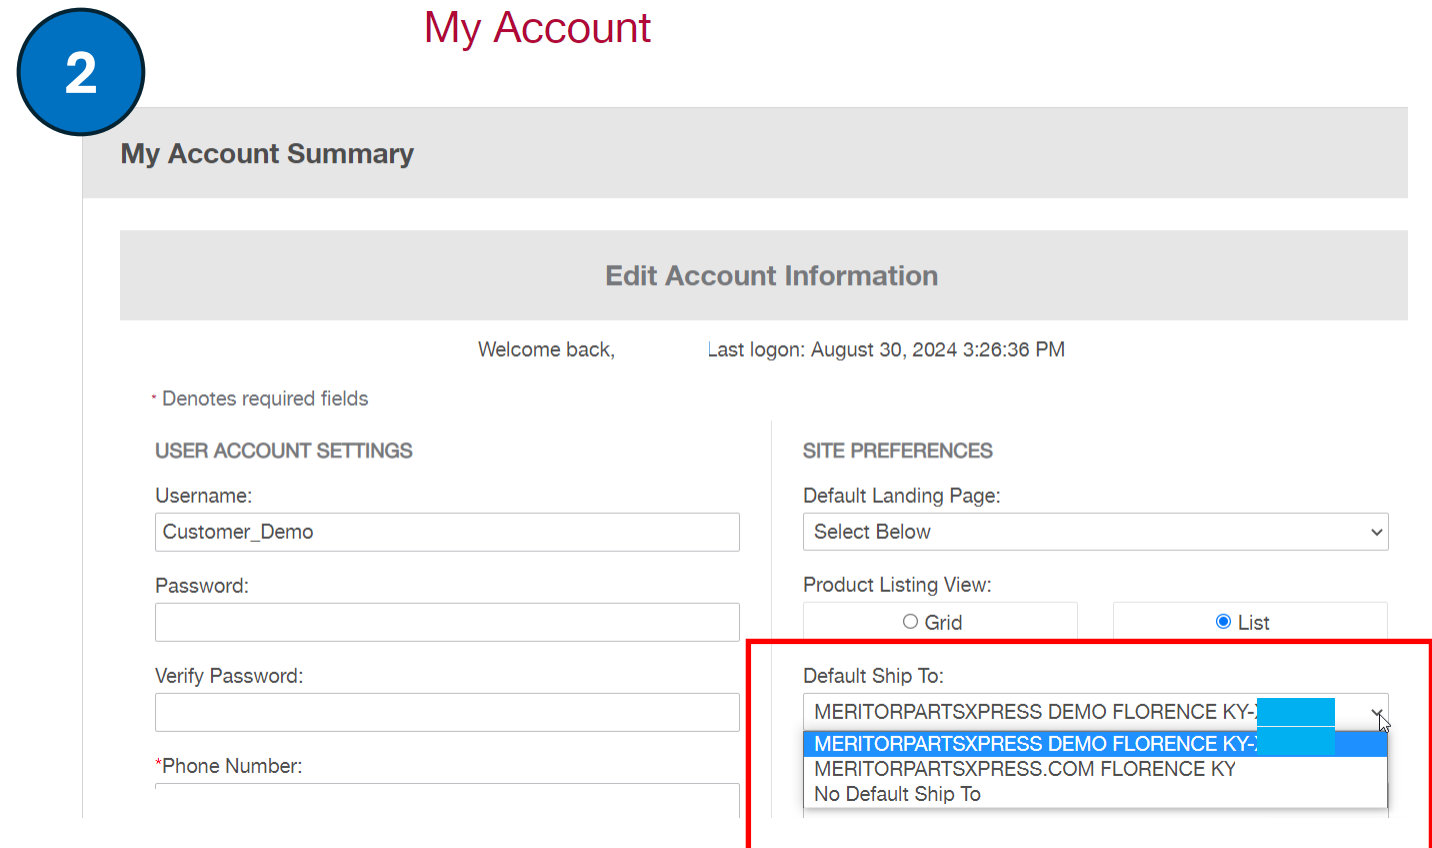 2
My Account
My Account Summary
Edit Account Information
Welcome back, Last logon: August 30, 2024 3:26:36 PM
* Denotes required fields
USER ACCOUNT SETTINGS
Username:
Customer_Demo
Password:
Verify Password:
*Phone Number:
SITE PREFERENCES
Default Landing Page:
Select Below
Product Listing View:
Grid
List
Default Ship To:
MERITORPARTSXPRESS DEMO FLORENCE KY-
MERITORPARTSXPRESS DEMO FLORENCE KY-
MERITORPARTSXPRESS.COM FLORENCE KY
No Default Ship To